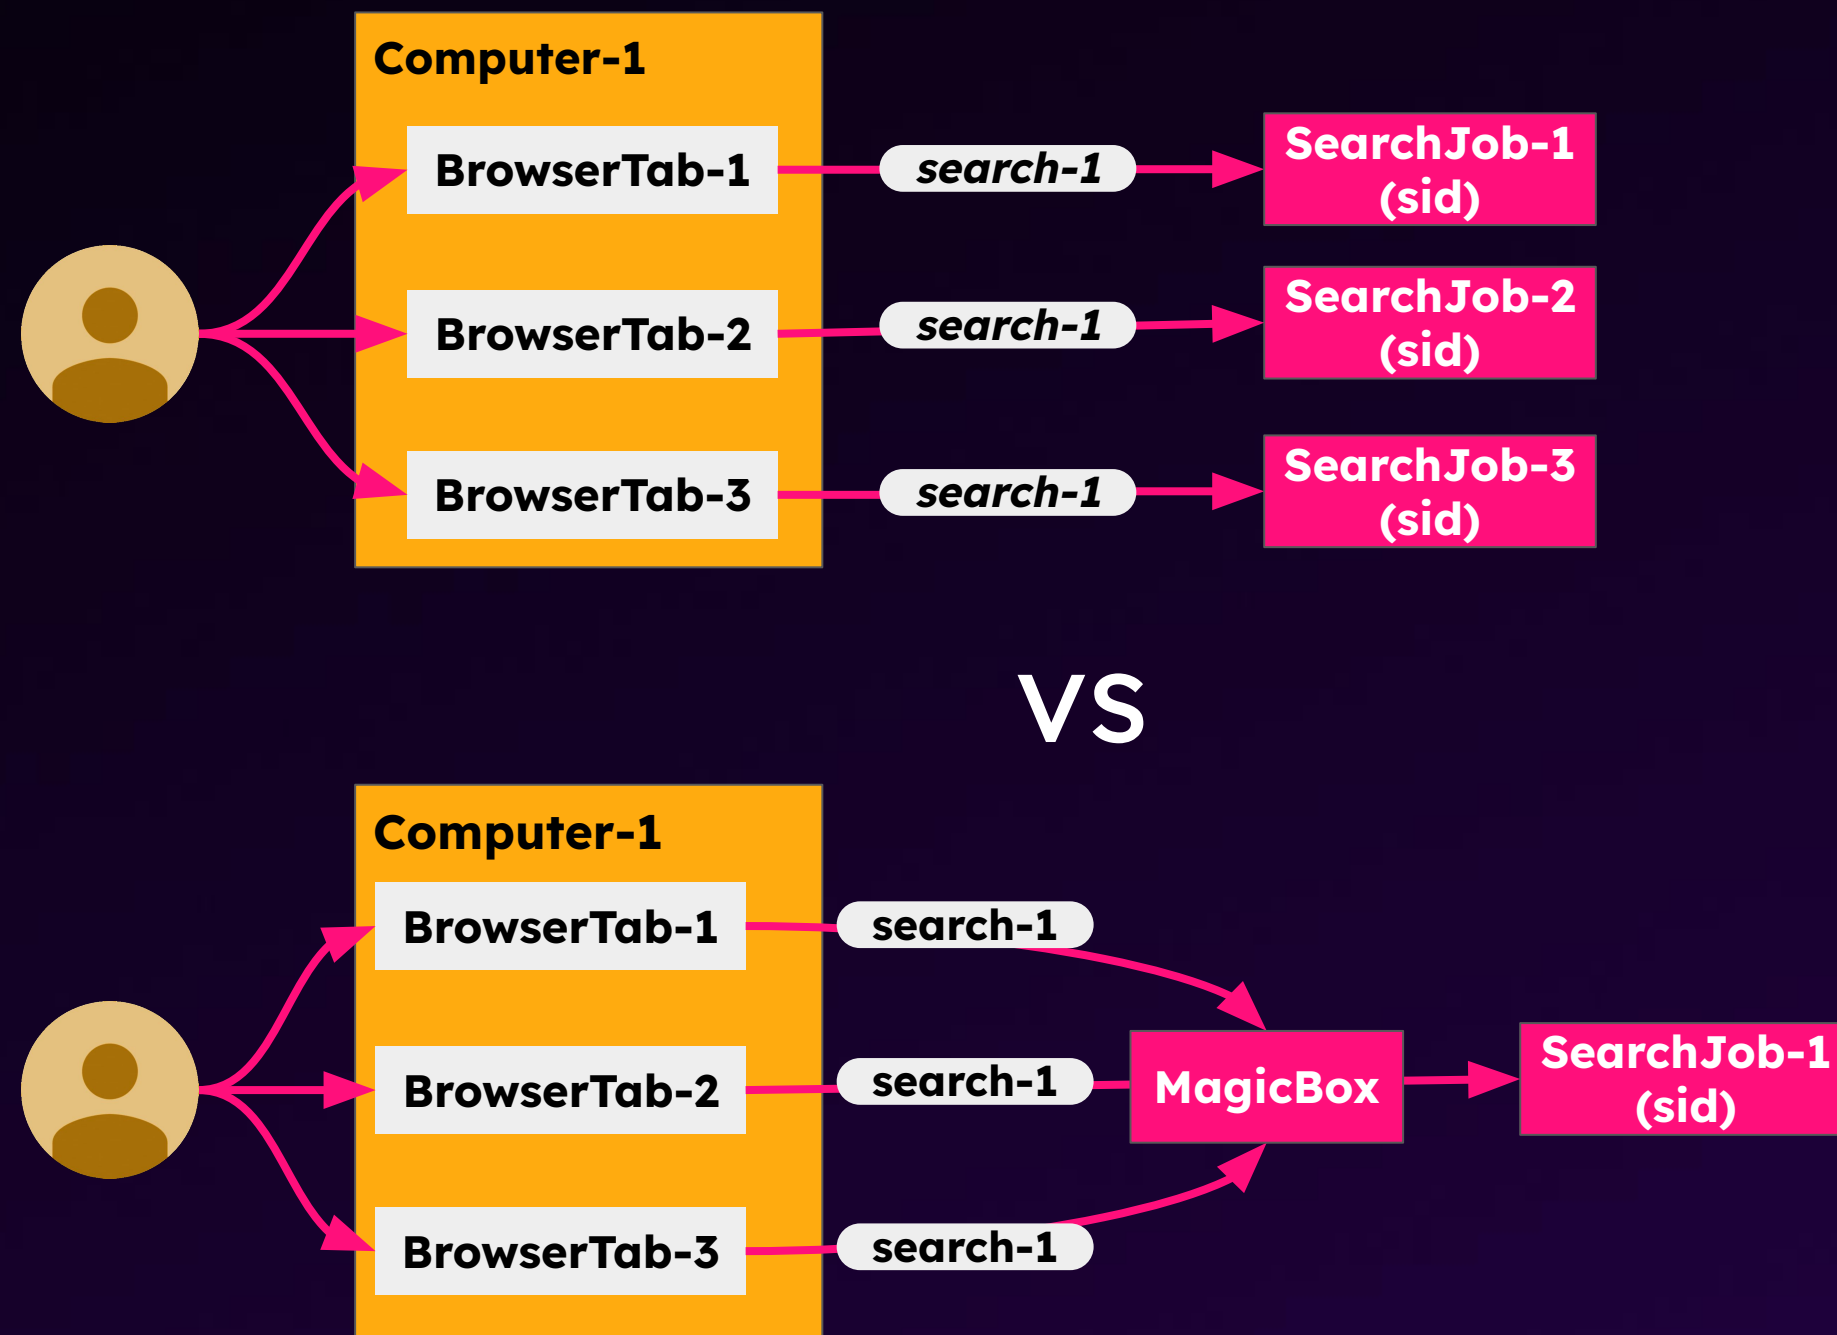 Computer-1
BrowserTab-1
search-1
SearchJob-1
(sid)
BrowserTab-2
search-1
SearchJob-2
(sid)
BrowserTab-3
search-1
SearchJob-3
(sid)
VS
Computer-1
BrowserTab-1
search-1
BrowserTab-2
search-1
MagicBox
SearchJob-1
(sid)
BrowserTab-3
search-1